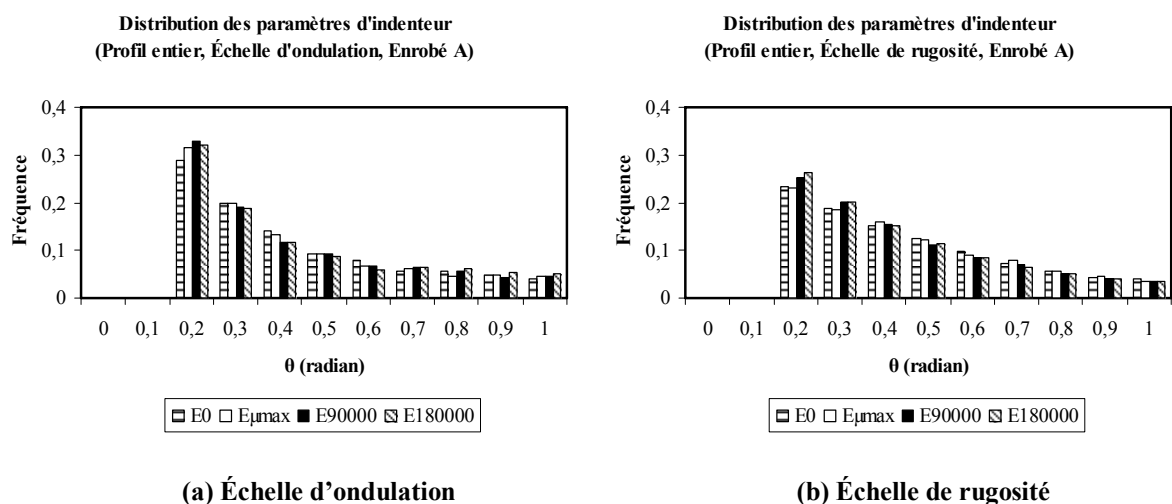 Distribution des paramètres d'indenteur
(Profil entier, Échelle d'ondulation, Enrobé A)
0,4
0,3
0,2
0,1
0
Fréquence
0 0,1 0,2 0,3 0,4 0,5 0,6 0,7 0,8 0,9 1
θ (radian)
E0 Eμmax E90000 E180000
(a) Échelle d’ondulation
Distribution des paramètres d'indenteur
(Profil entier, Échelle de rugosité, Enrobé A)
0,4
0,3
0,2
0,1
0
Fréquence
0 0,1 0,2 0,3 0,4 0,5 0,6 0,7 0,8 0,9 1
θ (radian)
E0 Eμmax E90000 E180000
(b) Échelle de rugosité